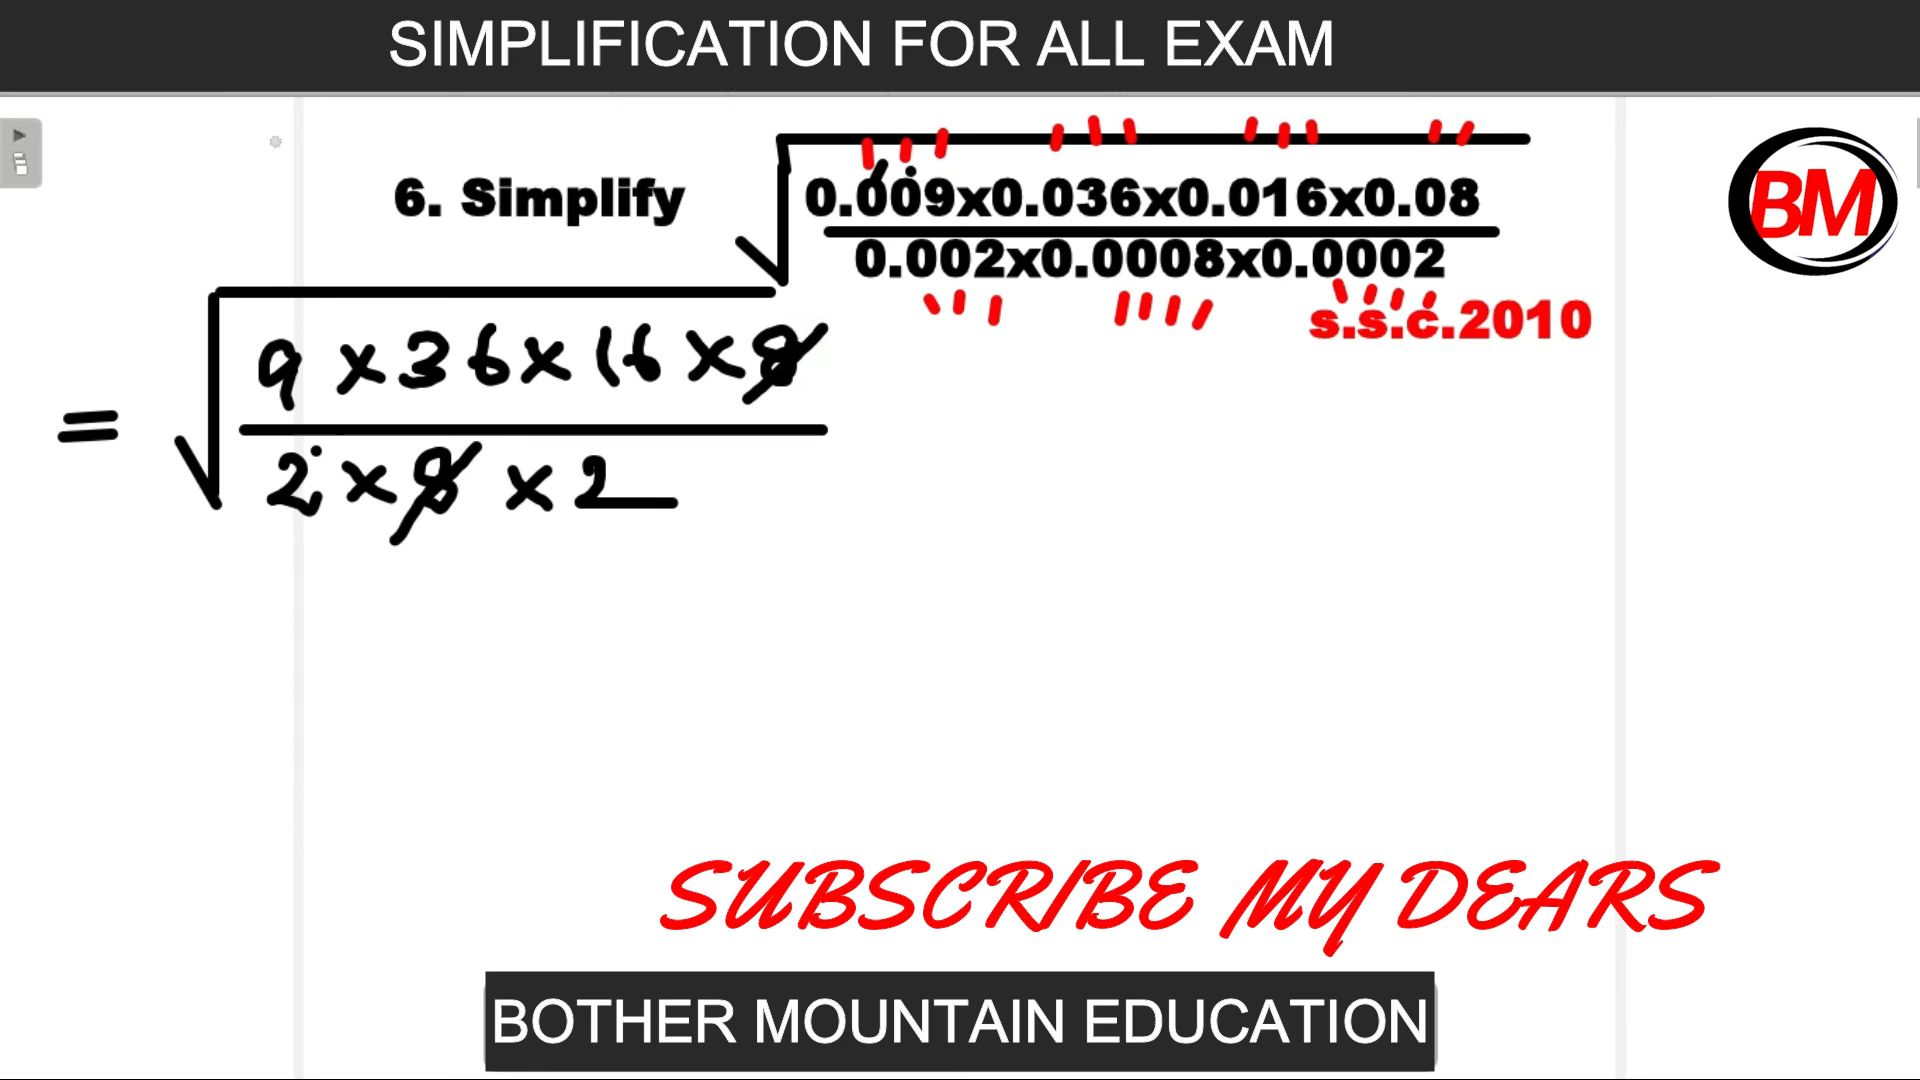 SIMPLIFICATION FOR ALL EXAM
BM
6. Simplify √
0.009x0.036x0.016x0.08
0.002x0.0008x0.0002
s.s.c.2010
= √
9 x 36 x 16 x 8
2 x 8 x 2
SUBSCRIBE MY DEARS
BOTHER MOUNTAIN EDUCATION